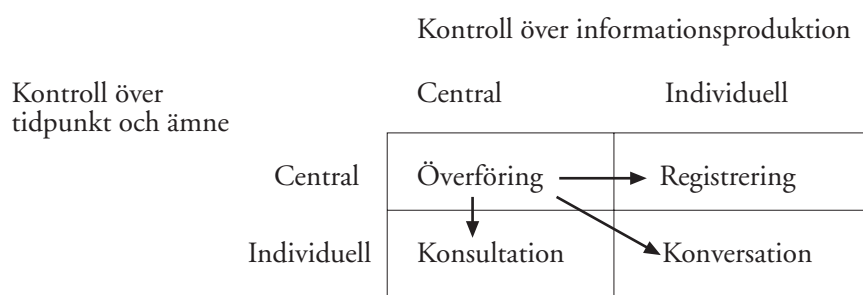 Kontroll över informationsproduktion
Kontroll över
tidpunkt och ämne
Central Individuell
Central Överföring Registrering
Individuell Konsultation Konversation